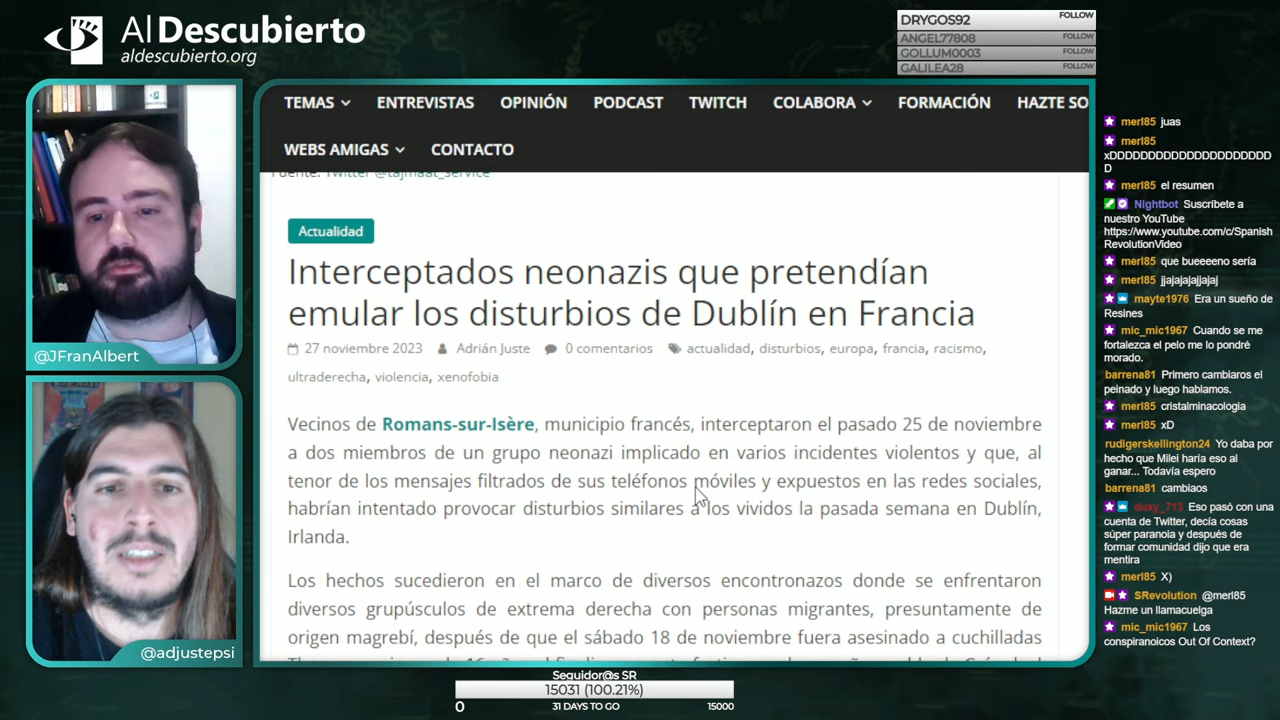 Al Descubierto
aldescubierto.org
DRYGOS92 FOLLOW
ANGEL77808 FOLLOW
GOLLUM0003 FOLLOW
GALILEA28 FOLLOW
TEMAS ENTREVISTAS OPINIÓN PODCAST TWITCH COLABORA FORMACIÓN HAZTE SO
WEBS AMIGAS CONTACTO
Fuente: Twitter @tajmaat_service
Actualidad
Interceptados neonazis que pretendían
emular los disturbios de Dublín en Francia
27 noviembre 2023 Adrián Juste 0 comentarios actualidad, disturbios, europa, francia, racismo,
ultraderecha, violencia, xenofobia
Vecinos de Romans-sur-Isère, municipio francés, interceptaron el pasado 25 de noviembre
a dos miembros de un grupo neonazi implicado en varios incidentes violentos y que, al
tenor de los mensajes filtrados de sus teléfonos móviles y expuestos en las redes sociales,
habrían intentado provocar disturbios similares a los vividos la pasada semana en Dublín,
Irlanda.
Los hechos sucedieron en el marco de diversos encontronazos donde se enfrentaron
diversos grupúsculos de extrema derecha con personas migrantes, presuntamente de
origen magrebí, después de que el sábado 18 de noviembre fuera asesinado a cuchilladas
@JFranAlbert
@adjustepsi
merl85 juas
merl85
xDDDDDDDDDDDDDDDDDDDDD
D
merl85 el resumen
Nightbot Suscríbete a
nuestro YouTube
https://www.youtube.com/c/Spanish
RevolutionVideo
merl85 que bueeeeno sería
merl85 jjajajajajjajaj
mayte1976 Era un sueño de
Resines
mic_mic1967 Cuando se me
fortalezca el pelo me lo pondré
morado.
barrena81 Primero cambiaros el
peinado y luego hablamos.
merl85 cristalminacologia
merl85 xD
rudigerskellington24 Yo daba por
hecho que Milei haría eso al
ganar... Todavía espero
barrena81 cambiaos
duxy_713 Eso pasó con una
cuenta de Twitter, decía cosas
súper paranoia y después de
formar comunidad dijo que era
mentira
merl85 X)
SRevolution @merl85
Hazme un llamacuelga
mic_mic1967 Los
conspiranoicos Out Of Context?
Seguidor@s SR
15031 (100.21%)
0 31 DAYS TO GO 15000